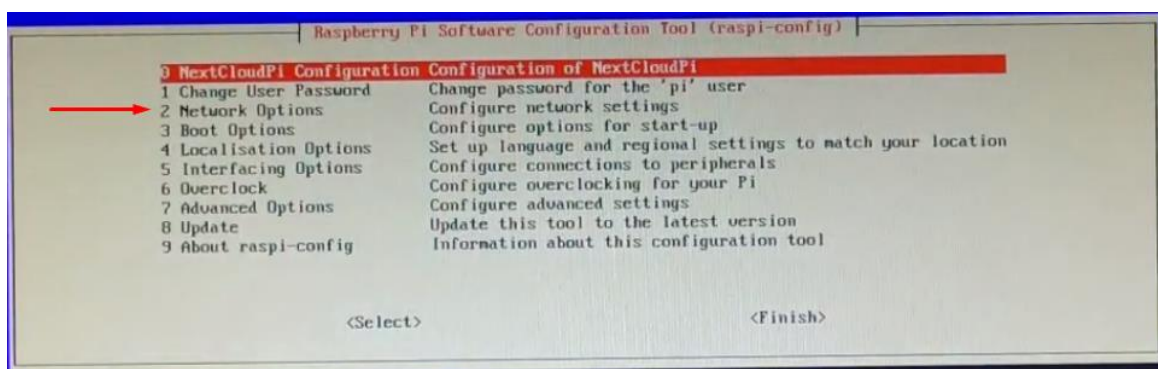 Raspberry Pi Software Configuration Tool (raspi-config)
0 NextCloudPi Configuration Configuration of NextCloudPi
1 Change User Password Change password for the 'pi' user
2 Network Options Configure network settings
3 Boot Options Configure options for start-up
4 Localisation Options Set up language and regional settings to match your location
5 Interfacing Options Configure connections to peripherals
6 Overclock Configure overclocking for your Pi
7 Advanced Options Configure advanced settings
8 Update Update this tool to the latest version
9 About raspi-config Information about this configuration tool
<Select> <Finish>